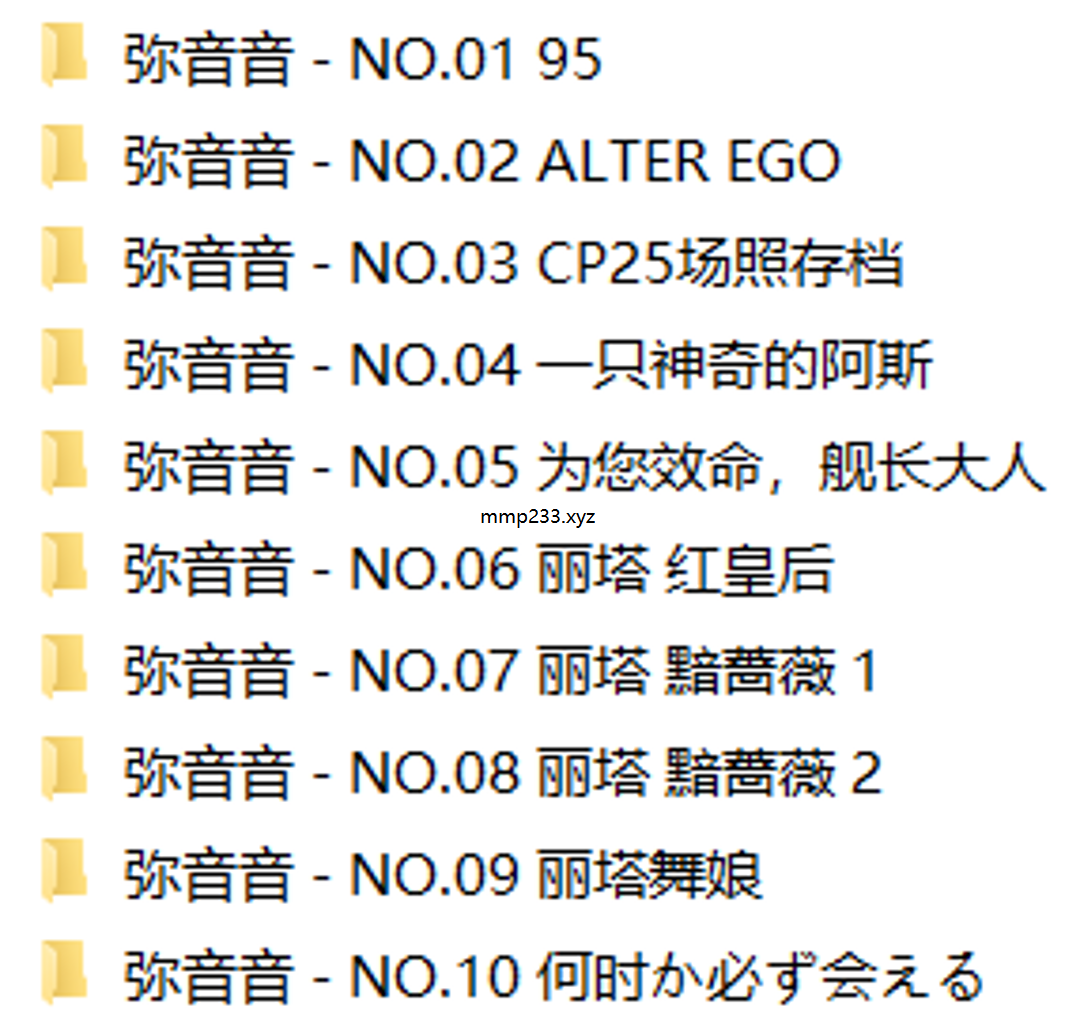 弥音音 - NO.01 95
弥音音 - NO.02 ALTER EGO
弥音音 - NO.03 CP25场照存档
弥音音 - NO.04 一只神奇的阿斯
弥音音 - NO.05 为您效命，舰长大人
mmp233.xyz
弥音音 - NO.06 丽塔 红皇后
弥音音 - NO.07 丽塔 黯蔷薇 1
弥音音 - NO.08 丽塔 黯蔷薇 2
弥音音 - NO.09 丽塔舞娘
弥音音 - NO.10 何时か必ず会える